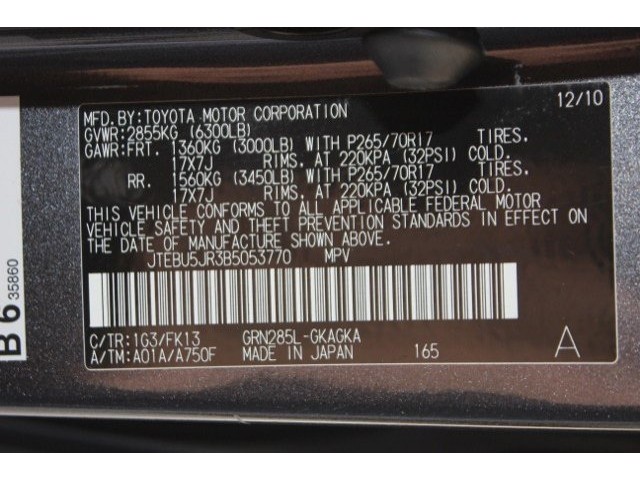 MFD.BY:TOYOTA MOTOR CORPORATION 12/10
GVWR:2855KG (6300LB)
GAWR:FRT. 1360KG (3000LB) WITH P265/70R17 TIRES.
17X7J RIMS, AT 220KPA (32PSI) COLD.
RR. 1560KG (3450LB) WITH P265/70R17 TIRES.
17X7J RIMS, AT 220KPA (32PSI) COLD.
THIS VEHICLE CONFORMS TO ALL APPLICABLE FEDERAL MOTOR
VEHICLE SAFETY AND THEFT PREVENTION STANDARDS IN EFFECT ON
THE DATE OF MANUFACTURE SHOWN ABOVE.
JTEBU5JR3B5053770 MPV
C/TR:1G3/FK13 GRN285L-GKAGKA
A/TM:A01A/A750F MADE IN JAPAN 165 A
B6 35860